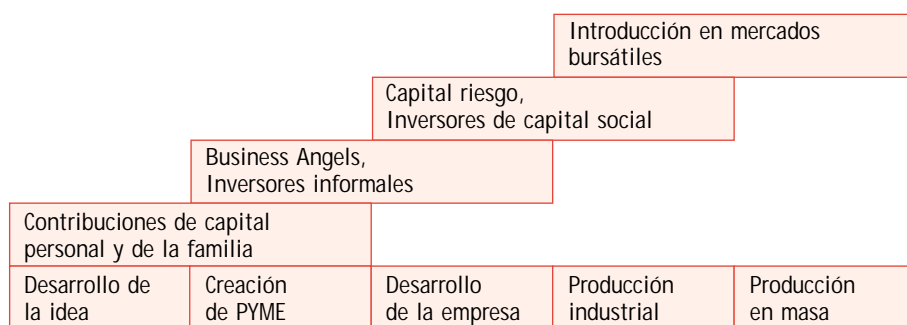 Introducción en mercados
bursátiles
Capital riesgo,
Inversores de capital social
Business Angels,
Inversores informales
Contribuciones de capital
personal y de la familia
Desarrollo de
la idea
Creación
de PYME
Desarrollo
de la empresa
Producción
industrial
Producción
en masa